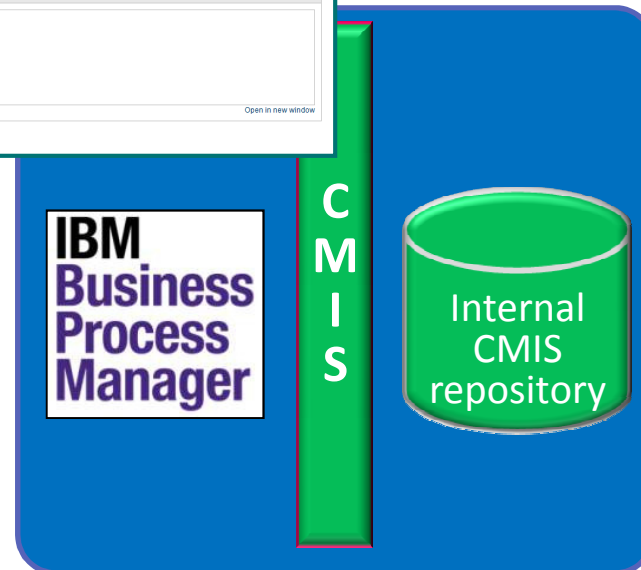 Open in new window
IBM
Business
Process
Manager
C
M
I
S
Internal
CMIS
repository